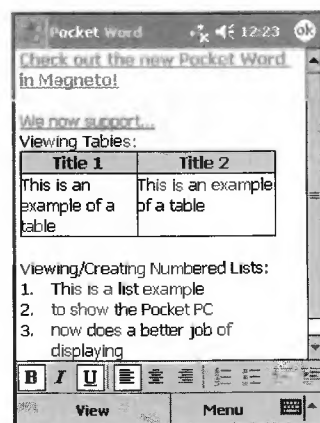 Pocket Word 12:23 ok
Check out the new Pocket Word
in Magneto!
We now support...
Viewing Tables:
Title 1 Title 2
This is an This is an example
example of a of a table
table
Viewing/Creating Numbered Lists:
1. This is a list example
2. to show the Pocket PC
3. now does a better job of
displaying
B I U
View Menu